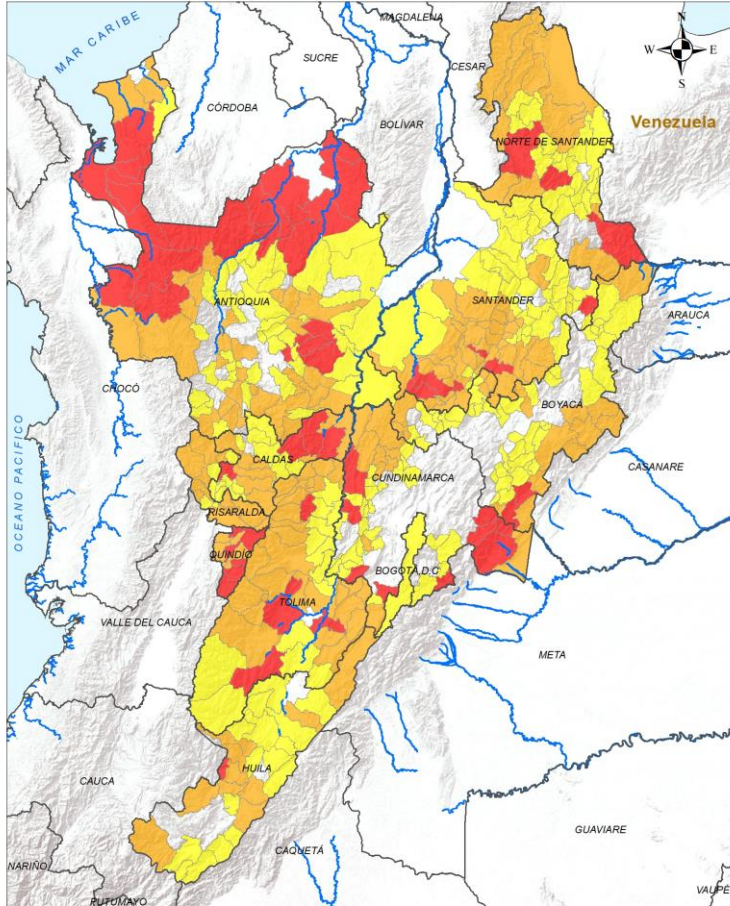 MAGDALENA
N
MAR CARIBE
W
E
SUCRE
CESAR
S
CÓRDOBA
BOLÍVAR
Venezuela
NORTE DE SANTANDER
ANTIOQUIA
SANTANDER
ARAUCA
CHOCÓ
BOYACÁ
OCEANO PACIFICO
CALDAS
CUNDINAMARCA
CASANARE
RISARALDA
QUINDÍO
BOGOTÁ, D.C
TOLIMA
VALLE DEL CAUCA
META
HUILA
CAUCA
GUAVIARE
NARIÑO
CAQUETÁ
PUTUMAYO
VAUPÉ